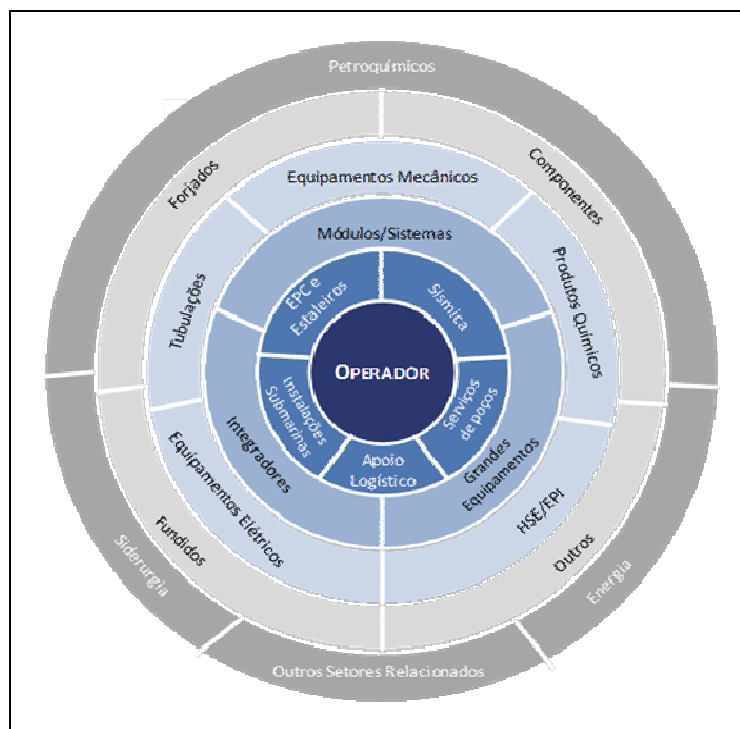 Petroquímicos
Forjados
Componentes
Equipamentos Mecânicos
Tubulações
Produtos Químicos
Módulos/Sistemas
EPC e
Estaleiros
Sísmica
OPERADOR
Instalações
Submarinas
Serviços
de poços
Apoio
Logístico
Integradores
Grandes
Equipamentos
Equipamentos Elétricos
HSE/EPI
Fundidos
Outros
Siderurgia
Energia
Outros Setores Relacionados